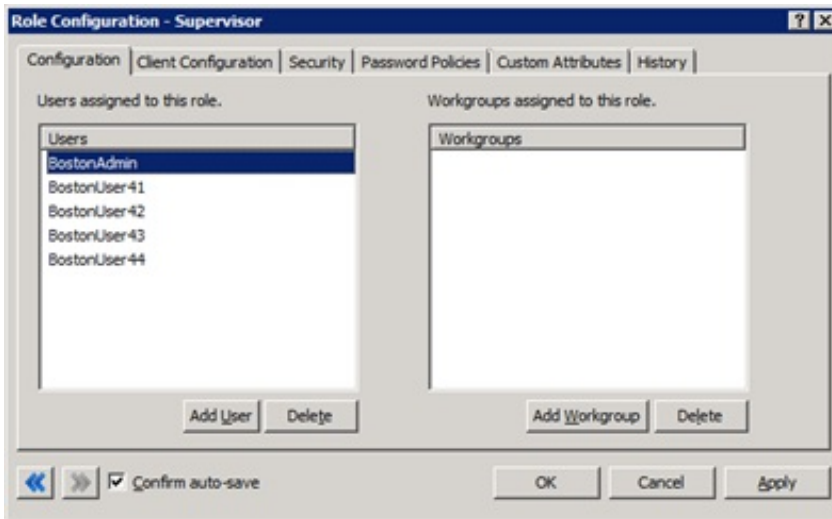 Role Configuration - Supervisor
Configuration Client Configuration Security Password Policies Custom Attributes History
Users assigned to this role.
Workgroups assigned to this role.
Users
BostonAdmin
BostonUser41
BostonUser42
BostonUser43
BostonUser44
Workgroups
Add User Delete
Add Workgroup Delete
Confirm auto-save
OK Cancel Apply